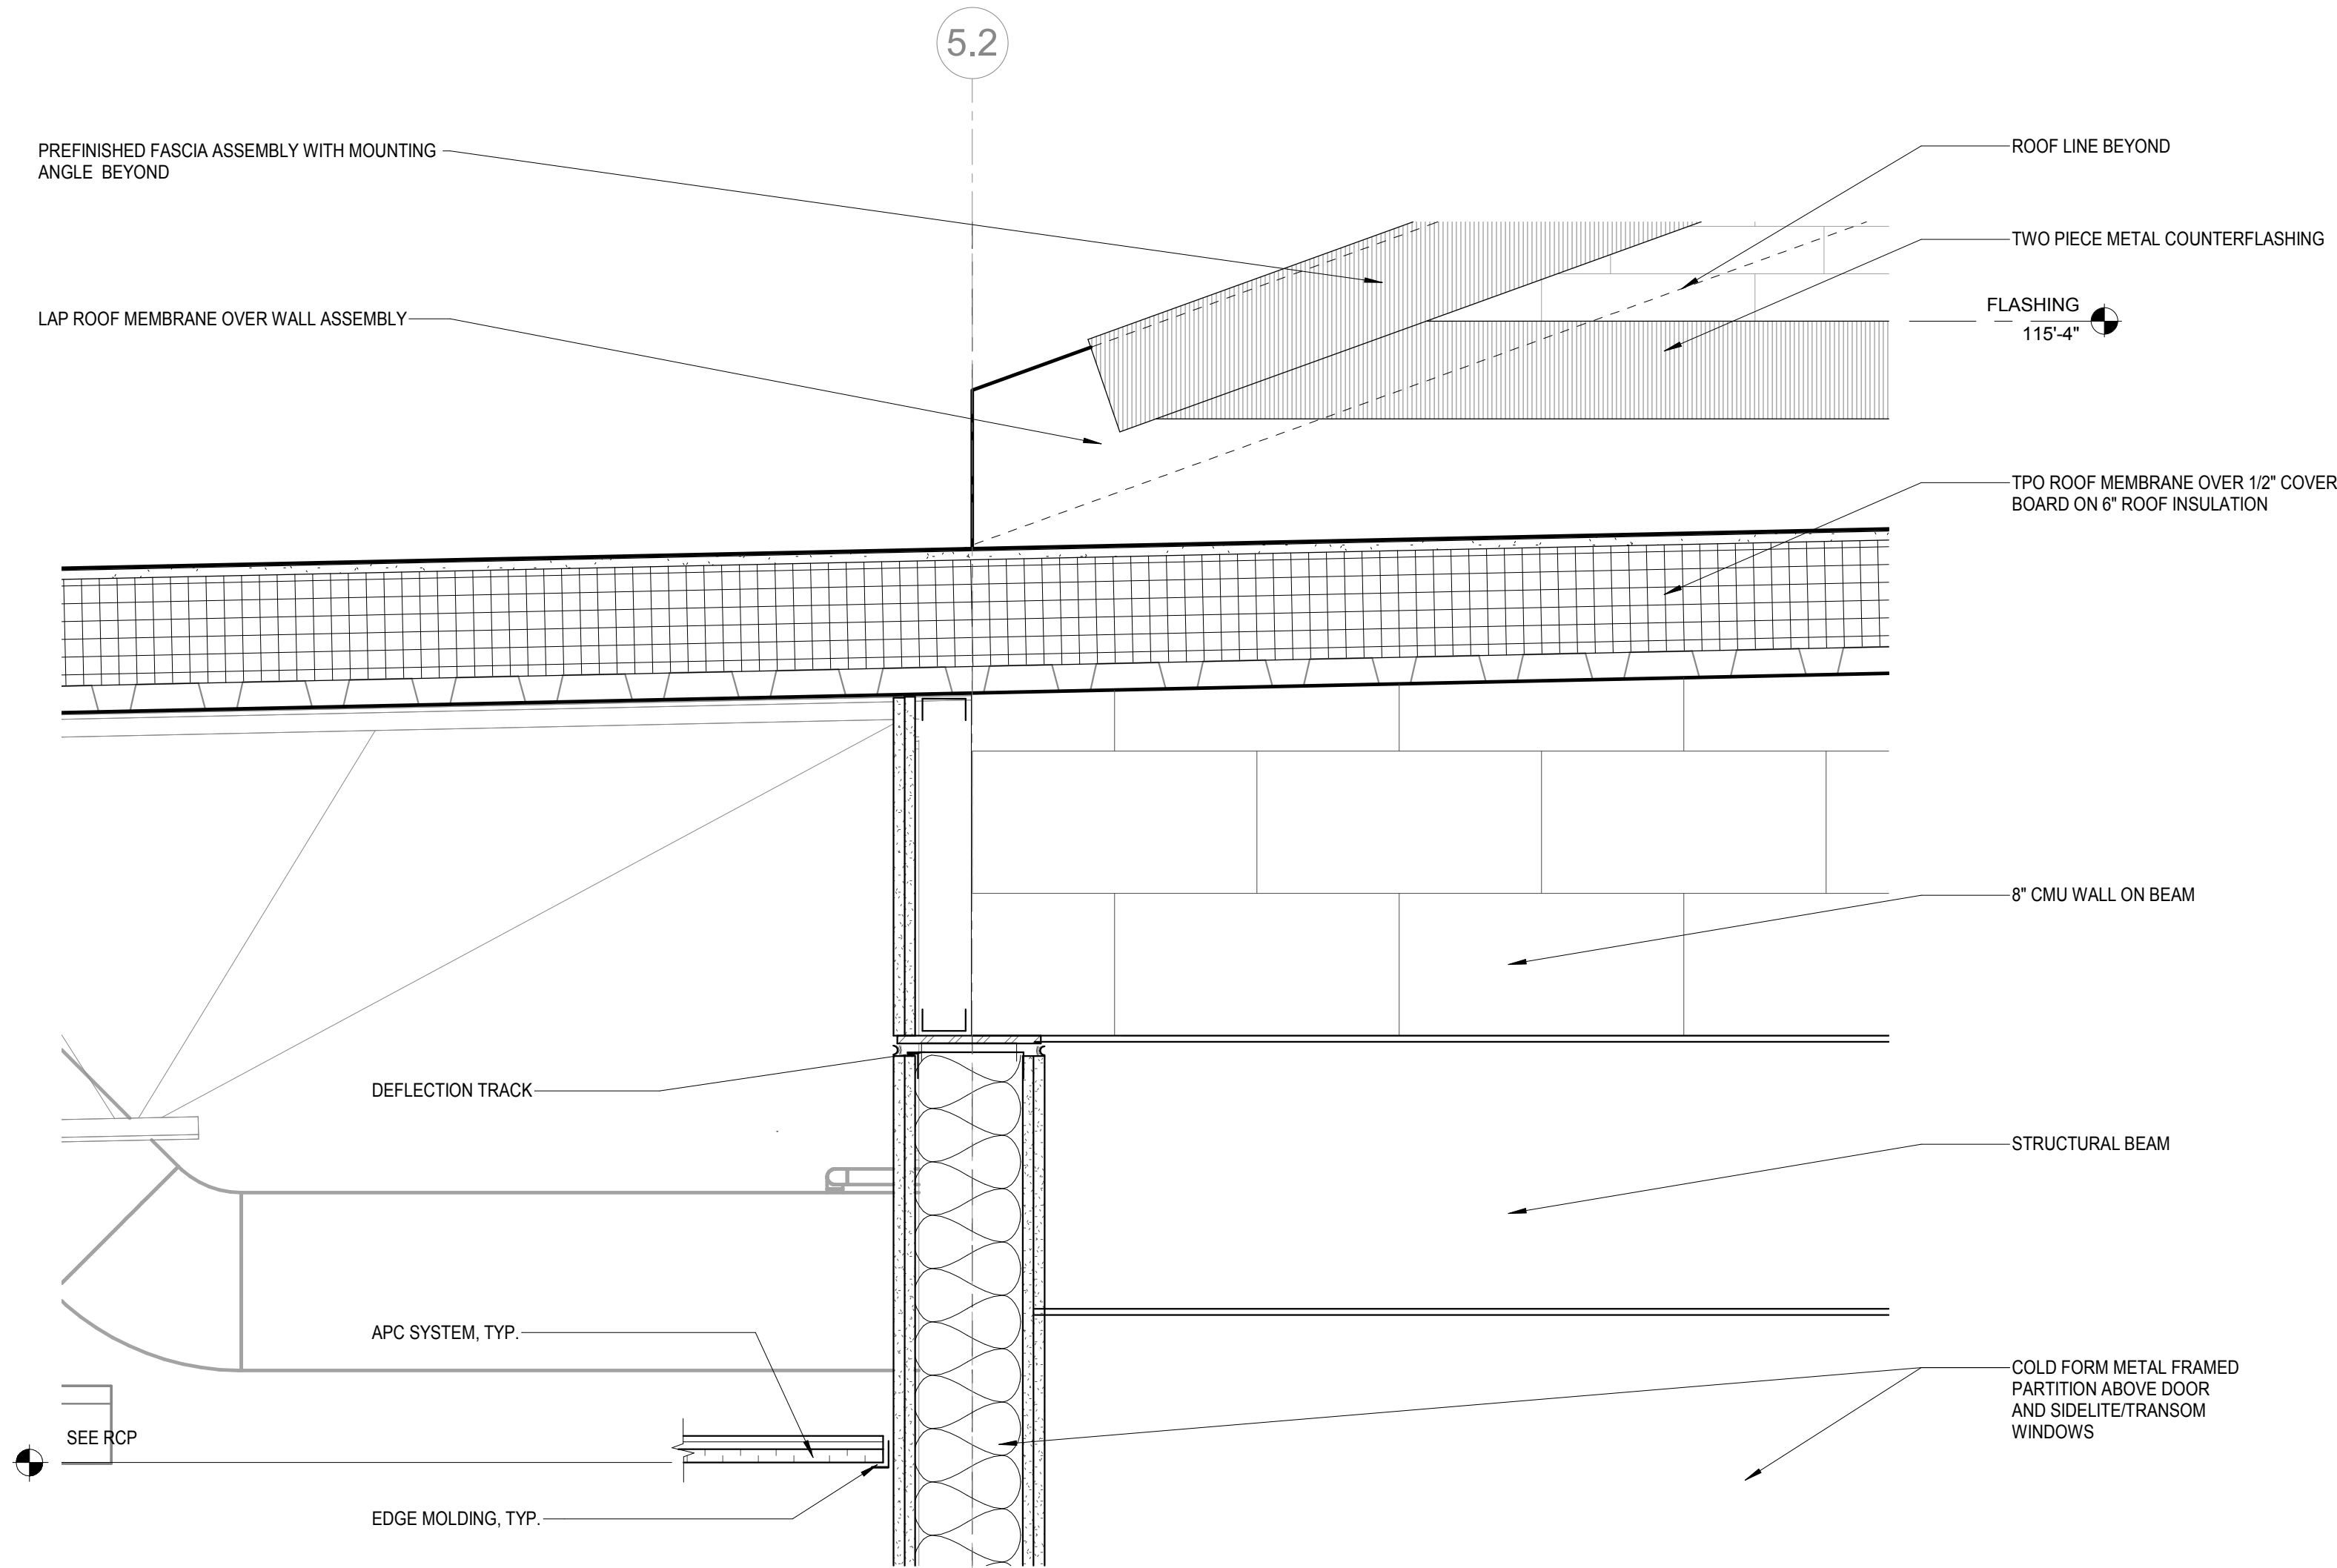 5.2
PREFINISHED FASCIA ASSEMBLY WITH MOUNTING
ANGLE BEYOND
LAP ROOF MEMBRANE OVER WALL ASSEMBLY
ROOF LINE BEYOND
TWO PIECE METAL COUNTERFLASHING
FLASHING
115'-4"
TPO ROOF MEMBRANE OVER 1/2" COVER
BOARD ON 6" ROOF INSULATION
8" CMU WALL ON BEAM
DEFLECTION TRACK
STRUCTURAL BEAM
APC SYSTEM, TYP.
COLD FORM METAL FRAMED
PARTITION ABOVE DOOR
AND SIDELITE/TRANSOM
WINDOWS
SEE RCP
EDGE MOLDING, TYP.